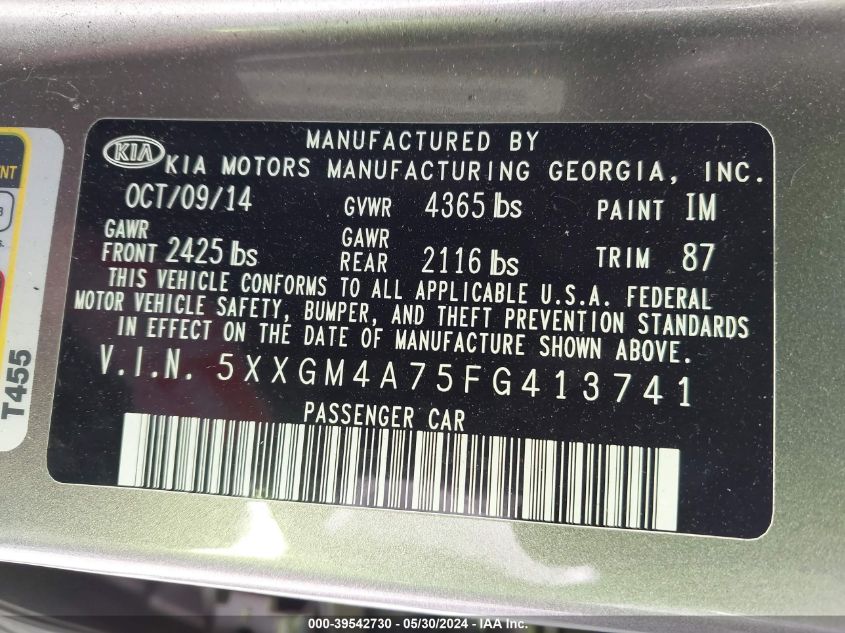 MANUFACTURED BY
KIA KIA MOTORS MANUFACTURING GEORGIA, INC.
OCT/09/14 GVWR 4365 lbs PAINT IM
GAWR FRONT 2425 lbs GAWR REAR 2116 lbs TRIM 87
THIS VEHICLE CONFORMS TO ALL APPLICABLE U.S.A. FEDERAL
MOTOR VEHICLE SAFETY, BUMPER, AND THEFT PREVENTION STANDARDS
IN EFFECT ON THE DATE OF MANUFACTURE SHOWN ABOVE.
V.I.N. 5XXGM4A75FG413741
PASSENGER CAR
T455
000-39542730 - 05/30/2024 - IAA Inc.